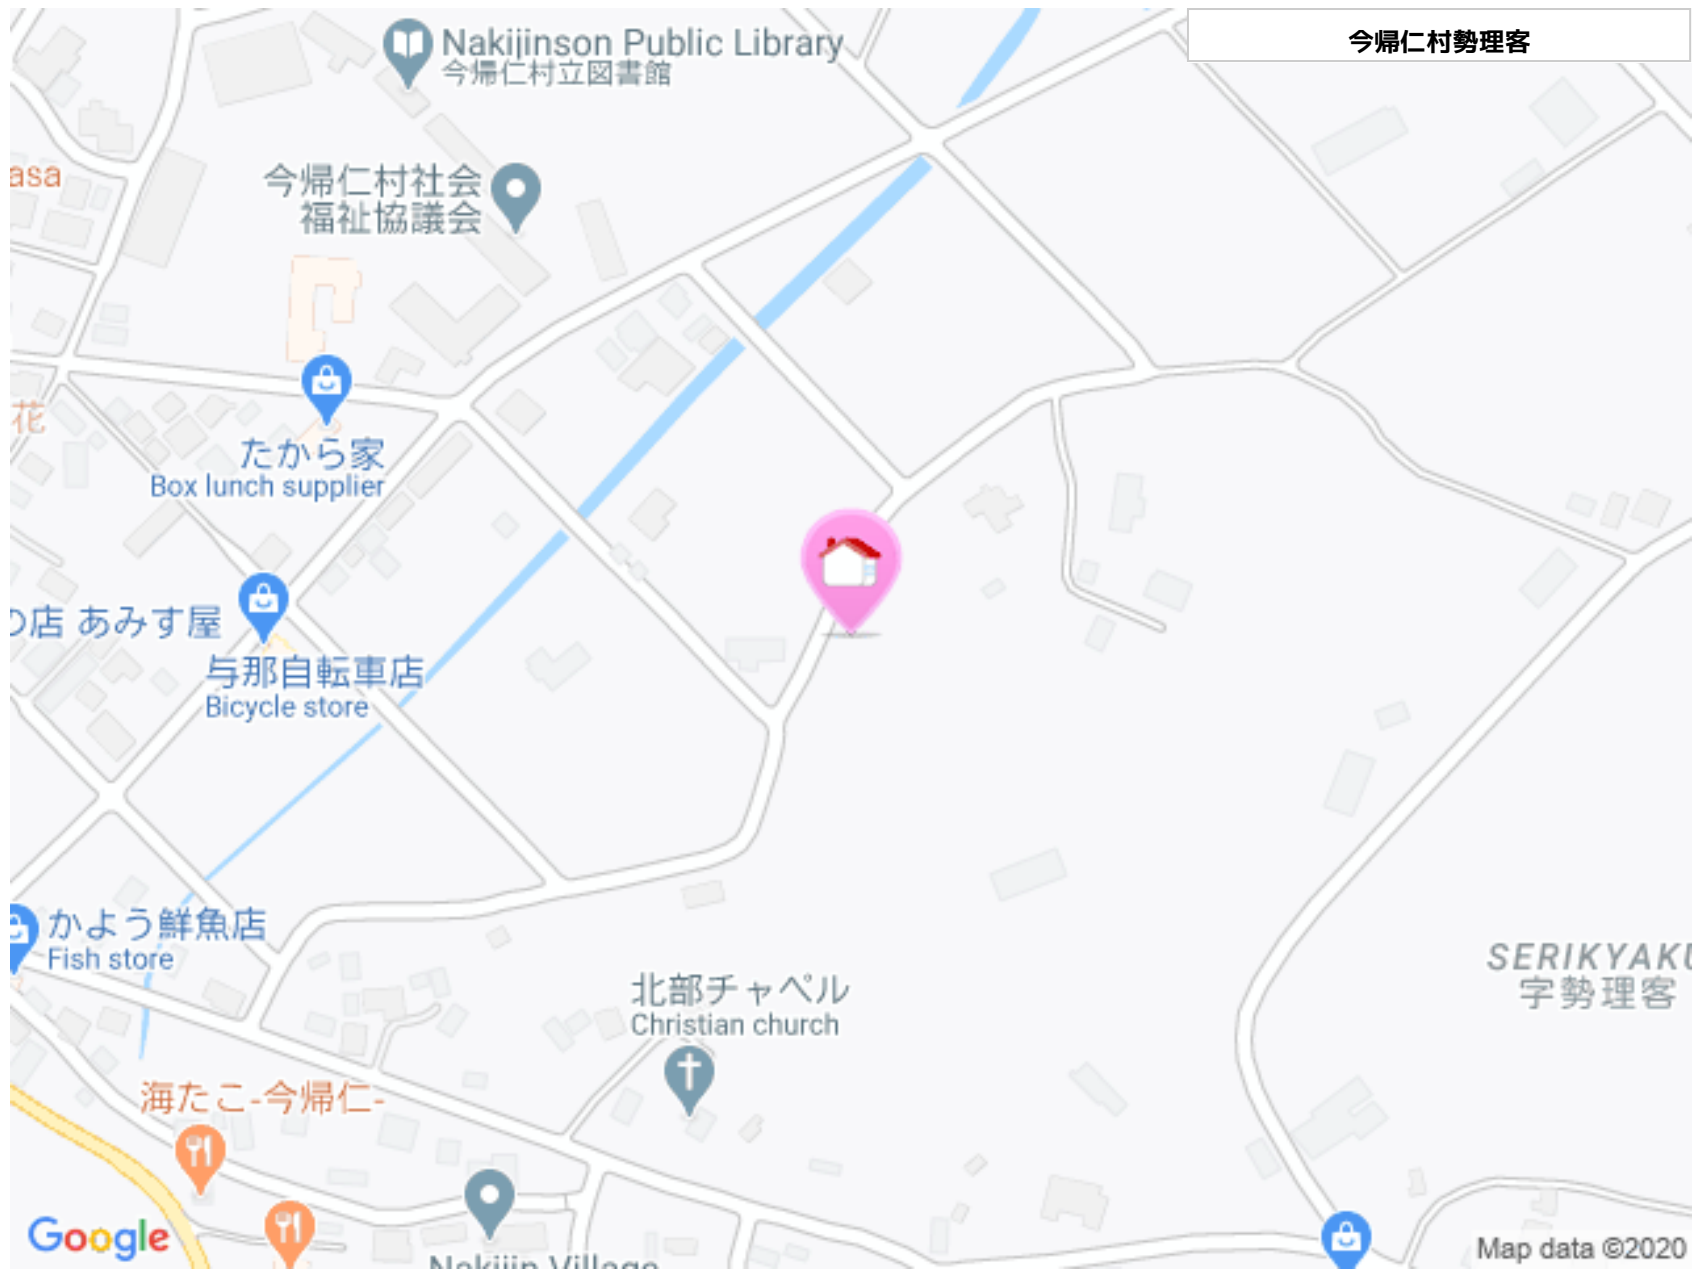 今帰仁村勢理客
Nakijinson Public Library
今帰仁村立図書館
今帰仁村社会
福祉協議会
asa
花
たから家
Box lunch supplier
の店 あみす屋
与那自転車店
Bicycle store
かよう鮮魚店
Fish store
北部チャペル
Christian church
SERIKYAKU
字勢理客
海たこ-今帰仁-
Nakijin Village
Google
Map data ©2020